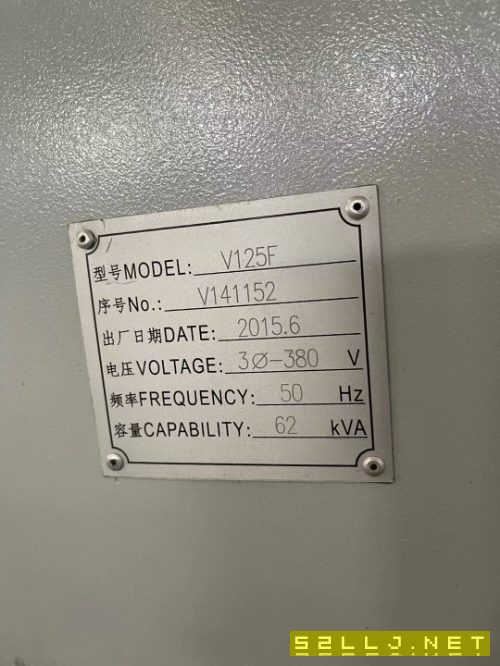 型号MODEL: V125F
序号No.: V141152
出厂日期DATE: 2015.6
电压VOLTAGE: 3Ø-380 V
频率FREQUENCY: 50 Hz
容量CAPABILITY: 62 kVA
52LLJ.NET